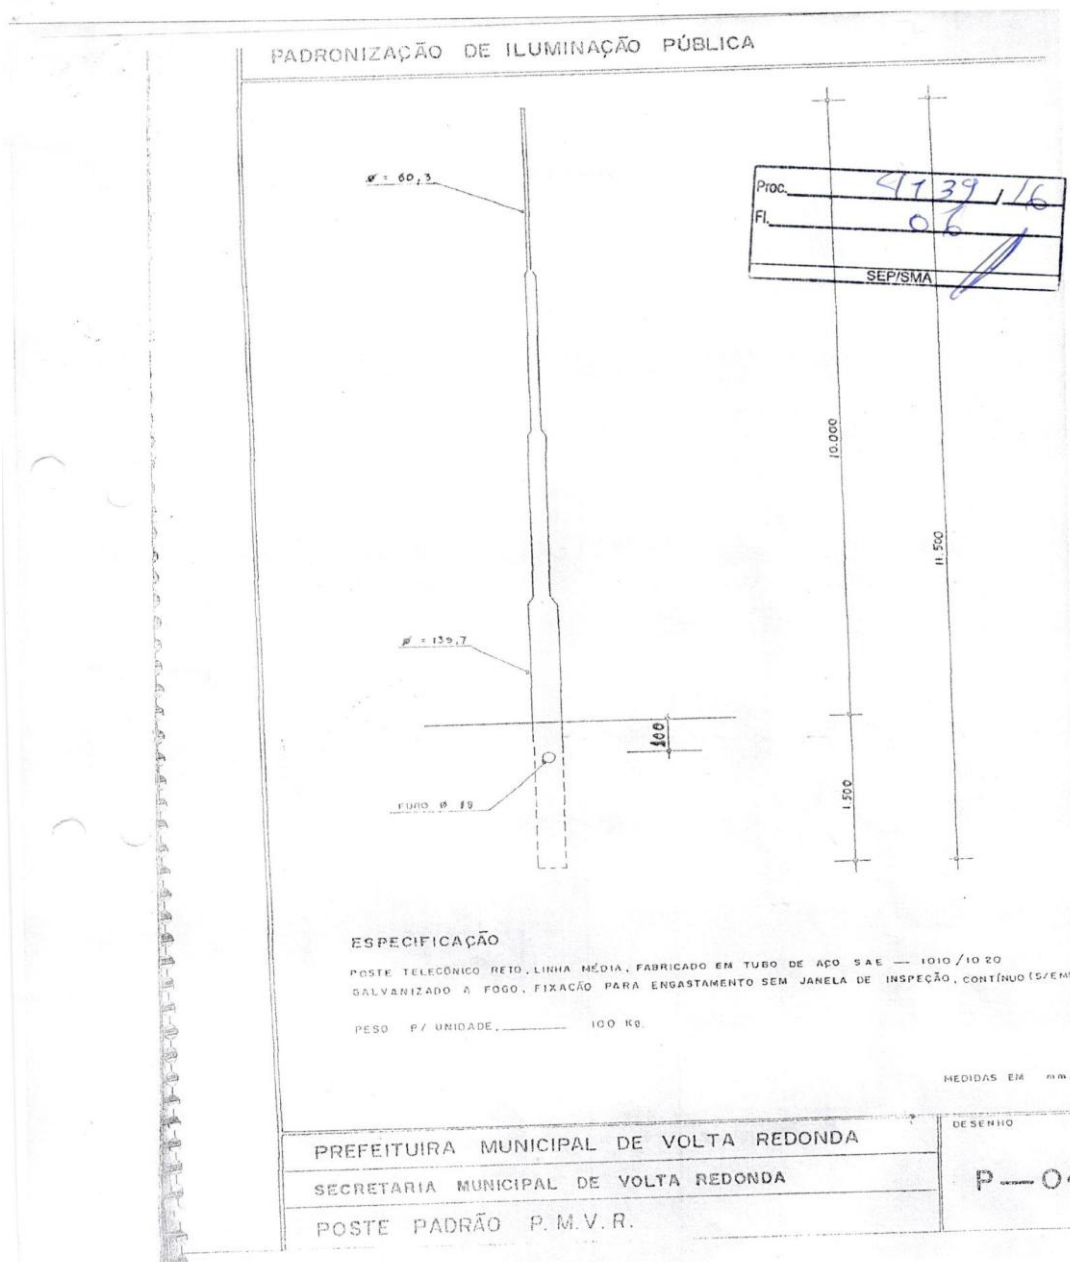 PADRONIZAÇÃO DE ILUMINAÇÃO PÚBLICA
Ø = 60,3
Proc. 4139 / 16
Fl. 06
SEP/SMA
10.000
11.500
Ø = 139,7
FURO Ø 19
1.500
ESPECIFICAÇÃO
POSTE TELECÔNICO RETO, LINHA MÉDIA, FABRICADO EM TUBO DE AÇO SAE — 1010/1020
GALVANIZADO A FOGO, FIXAÇÃO PARA ENGASTAMENTO SEM JANELA DE INSPEÇÃO, CONTÍNUO (S/EM
PESO P/ UNIDADE. 100 Kg.
MEDIDAS EM mm
PREFEITUIRA MUNICIPAL DE VOLTA REDONDA
DESENHO
SECRETARIA MUNICIPAL DE VOLTA REDONDA
P—04
POSTE PADRÃO P.M.V.R.